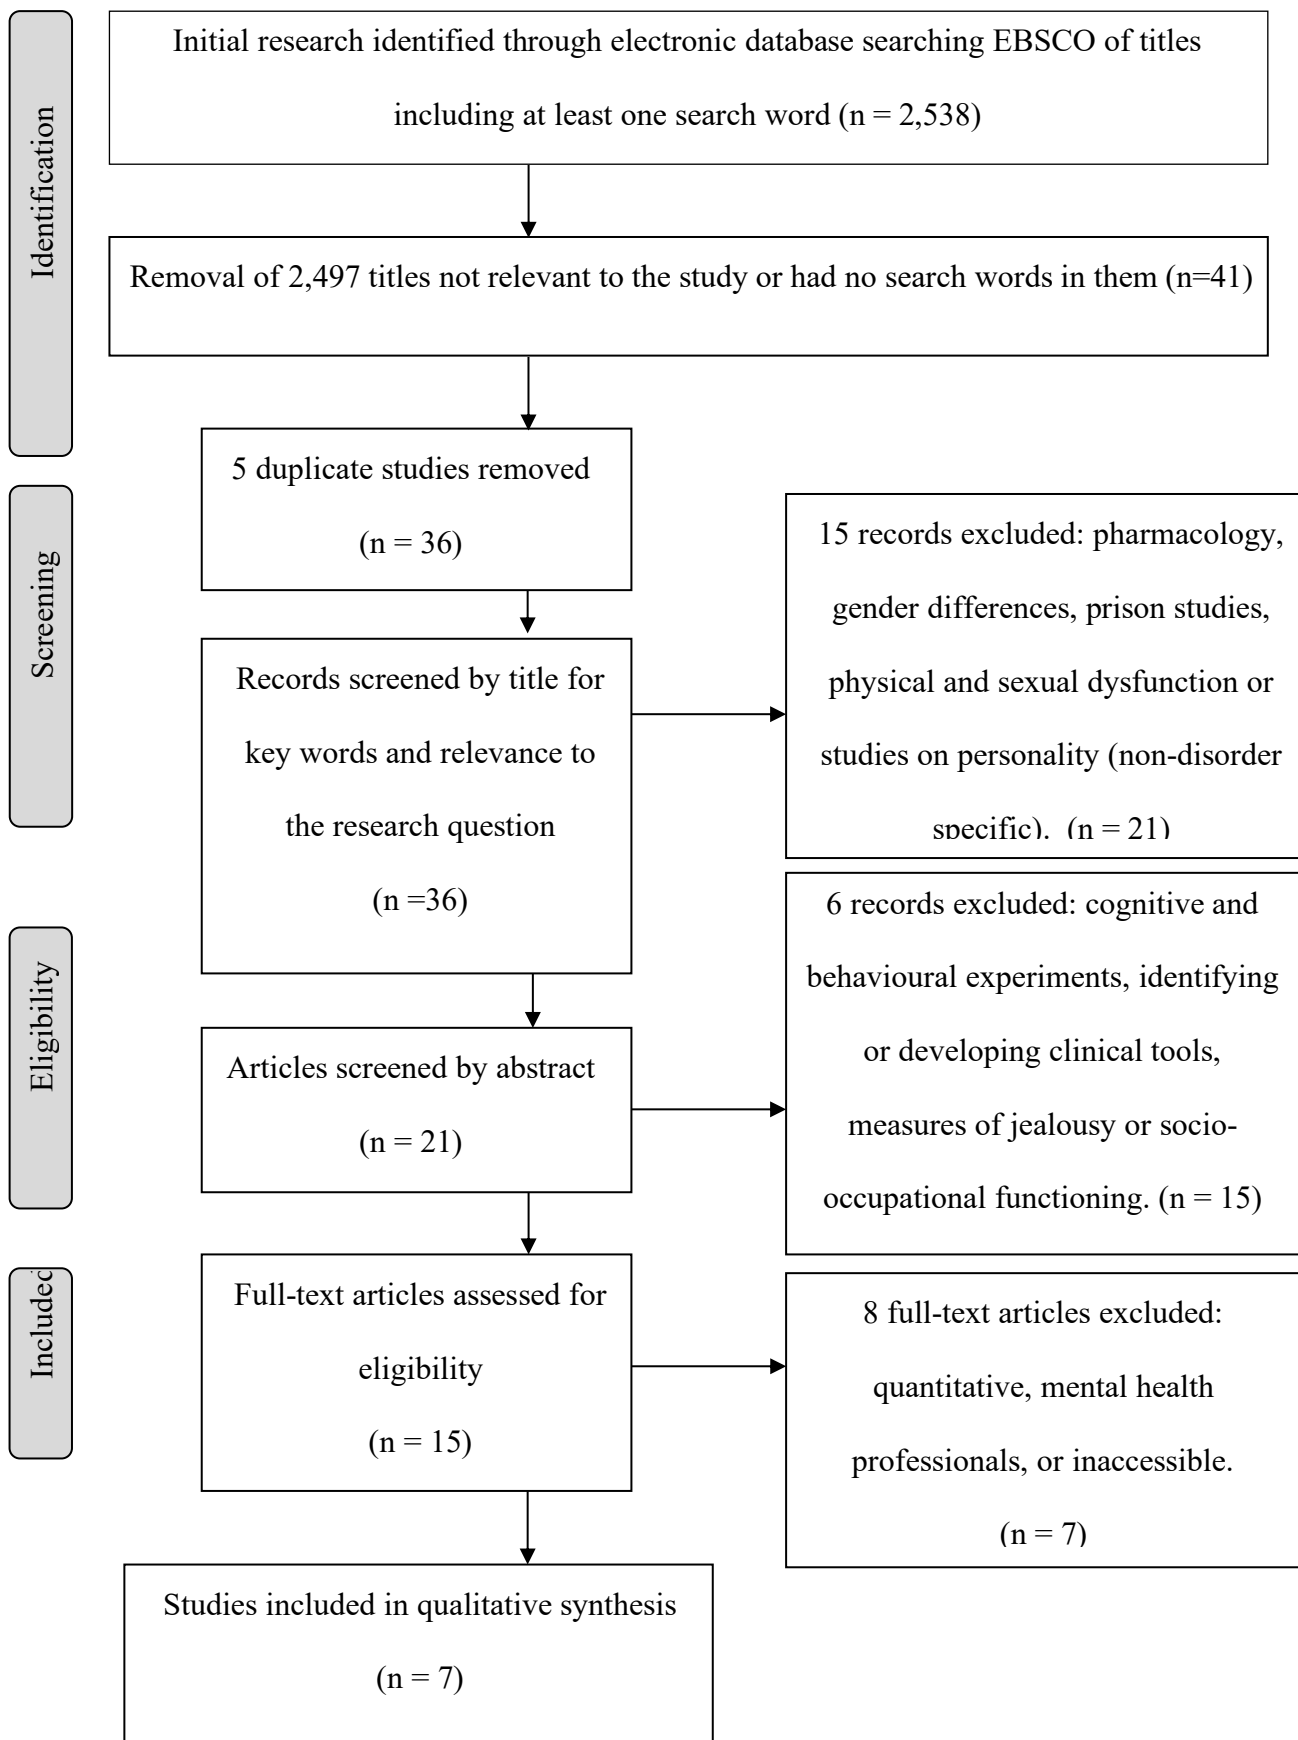 Identification
Initial research identified through electronic database searching EBSCO of titles
including at least one search word (n = 2,538)
Removal of 2,497 titles not relevant to the study or had no search words in them (n=41)
5 duplicate studies removed
(n = 36)
Screening
Records screened by title for
key words and relevance to
the research question
(n =36)
15 records excluded: pharmacology,
gender differences, prison studies,
physical and sexual dysfunction or
studies on personality (non-disorder
specific). (n = 21)
Eligibility
Articles screened by abstract
(n = 21)
6 records excluded: cognitive and
behavioural experiments, identifying
or developing clinical tools,
measures of jealousy or socio-
occupational functioning. (n = 15)
Included
Full-text articles assessed for
eligibility
(n = 15)
8 full-text articles excluded:
quantitative, mental health
professionals, or inaccessible.
(n = 7)
Studies included in qualitative synthesis
(n = 7)